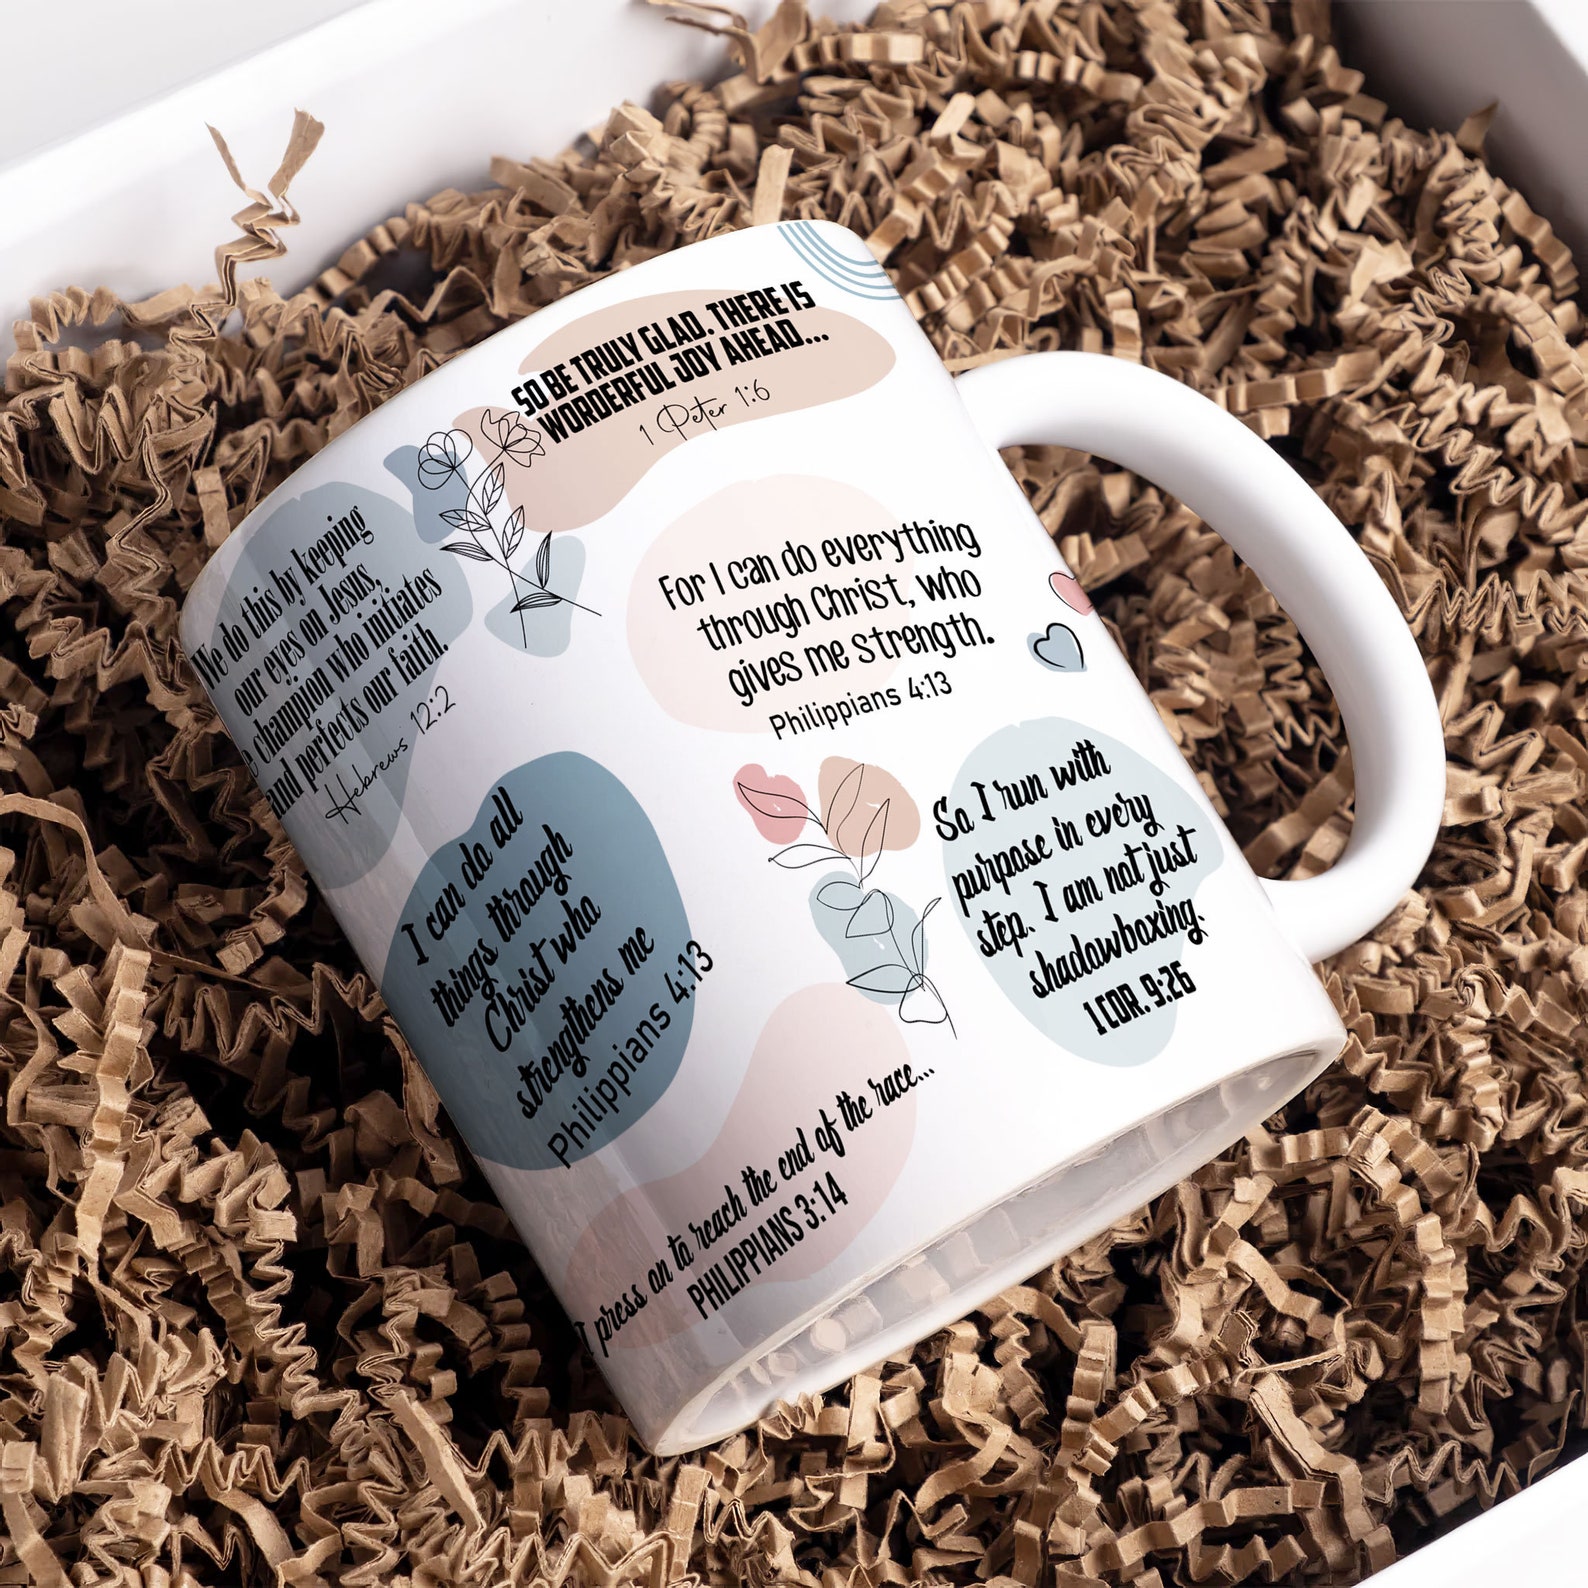 SO BE TRULY GLAD. THERE IS
WORDERFUL JOY AHEAD...
1 Peter 1:6
We do this by keeping
our eyes on Jesus,
champion who initiates
and perfects our faith.
Hebrews 12:2
For I can do everything
through Christ, who
gives me strength.
Philippians 4:13
I can do all
things through
Christ who
strengthens me
Philippians 4:13
So I run with
purpose in every
step. I am not just
shadowboxing.
1 COR. 9:26
I press on to reach the end of the race...
PHILIPPIANS 3:14